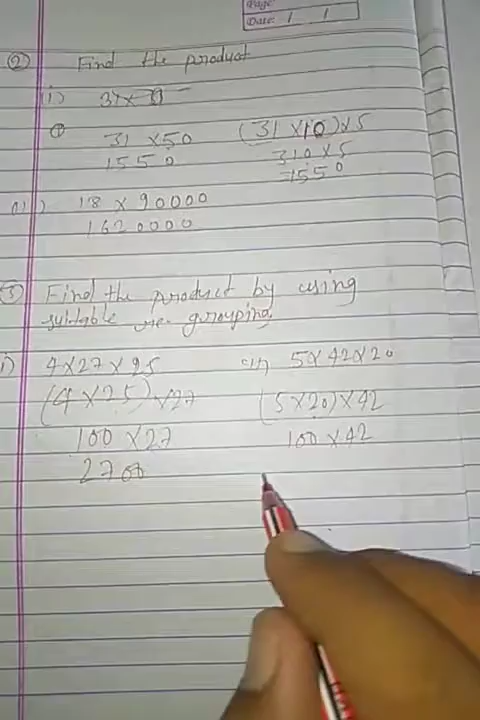 Page:
Date: / /
② Find the product
i)
31 × 50 (31 × 10) × 5
1550 310 × 5
1550
ii) 18 × 90000
1620000
③ Find the product by using
suitable re-grouping.
i) 4 × 27 × 25 ii) 5 × 42 × 20
(4 × 25) × 27 (5 × 20) × 42
100 × 27 100 × 42
2700